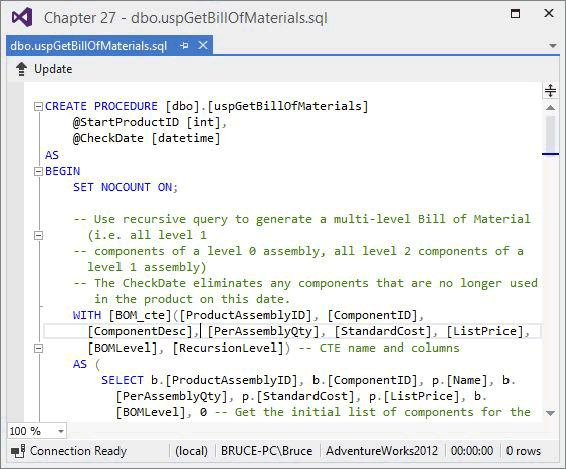 Chapter 27 - dbo.uspGetBillOfMaterials.sql
dbo.uspGetBillOfMaterials.sql
Update
CREATE PROCEDURE [dbo].[uspGetBillOfMaterials]
@StartProductID [int],
@CheckDate [datetime]
AS
BEGIN
SET NOCOUNT ON;
-- Use recursive query to generate a multi-level Bill of Material
(i.e. all level 1
-- components of a level 0 assembly, all level 2 components of a
level 1 assembly)
-- The CheckDate eliminates any components that are no longer used
in the product on this date.
WITH [BOM_cte]([ProductAssemblyID], [ComponentID],
[ComponentDesc], [PerAssemblyQty], [StandardCost], [ListPrice],
[BOMLevel], [RecursionLevel]) -- CTE name and columns
AS (
SELECT b.[ProductAssemblyID], b.[ComponentID], p.[Name], b.
[PerAssemblyQty], p.[StandardCost], p.[ListPrice], b.
[BOMLevel], 0 -- Get the initial list of components for the
100 %
Connection Ready (local) BRUCE-PC\Bruce AdventureWorks2012 00:00:00 0 rows